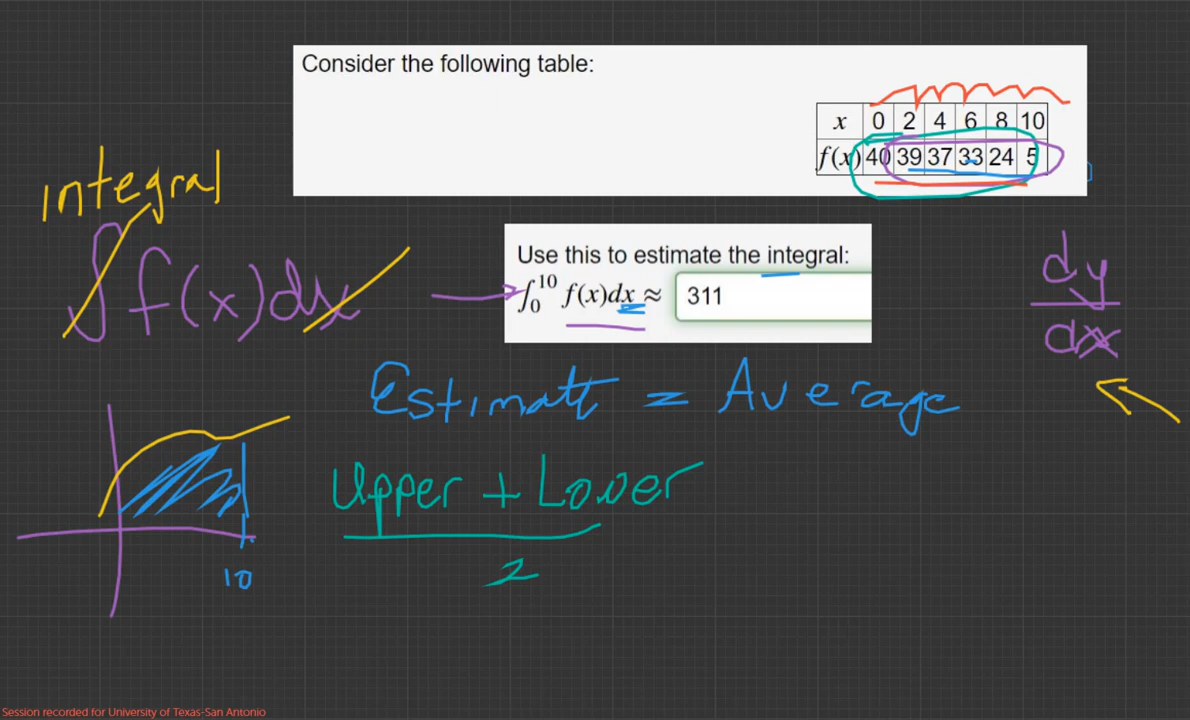 Consider the following table:
x 0 2 4 6 8 10
f(x) 40 39 37 33 24 5
integral
∫ f(x)dx
Use this to estimate the integral:
∫₀¹⁰ f(x)dx ≈ 311
dy
dx
Estimatt = Average
Upper + Lower
2
10
Session recorded for University of Texas-San Antonio